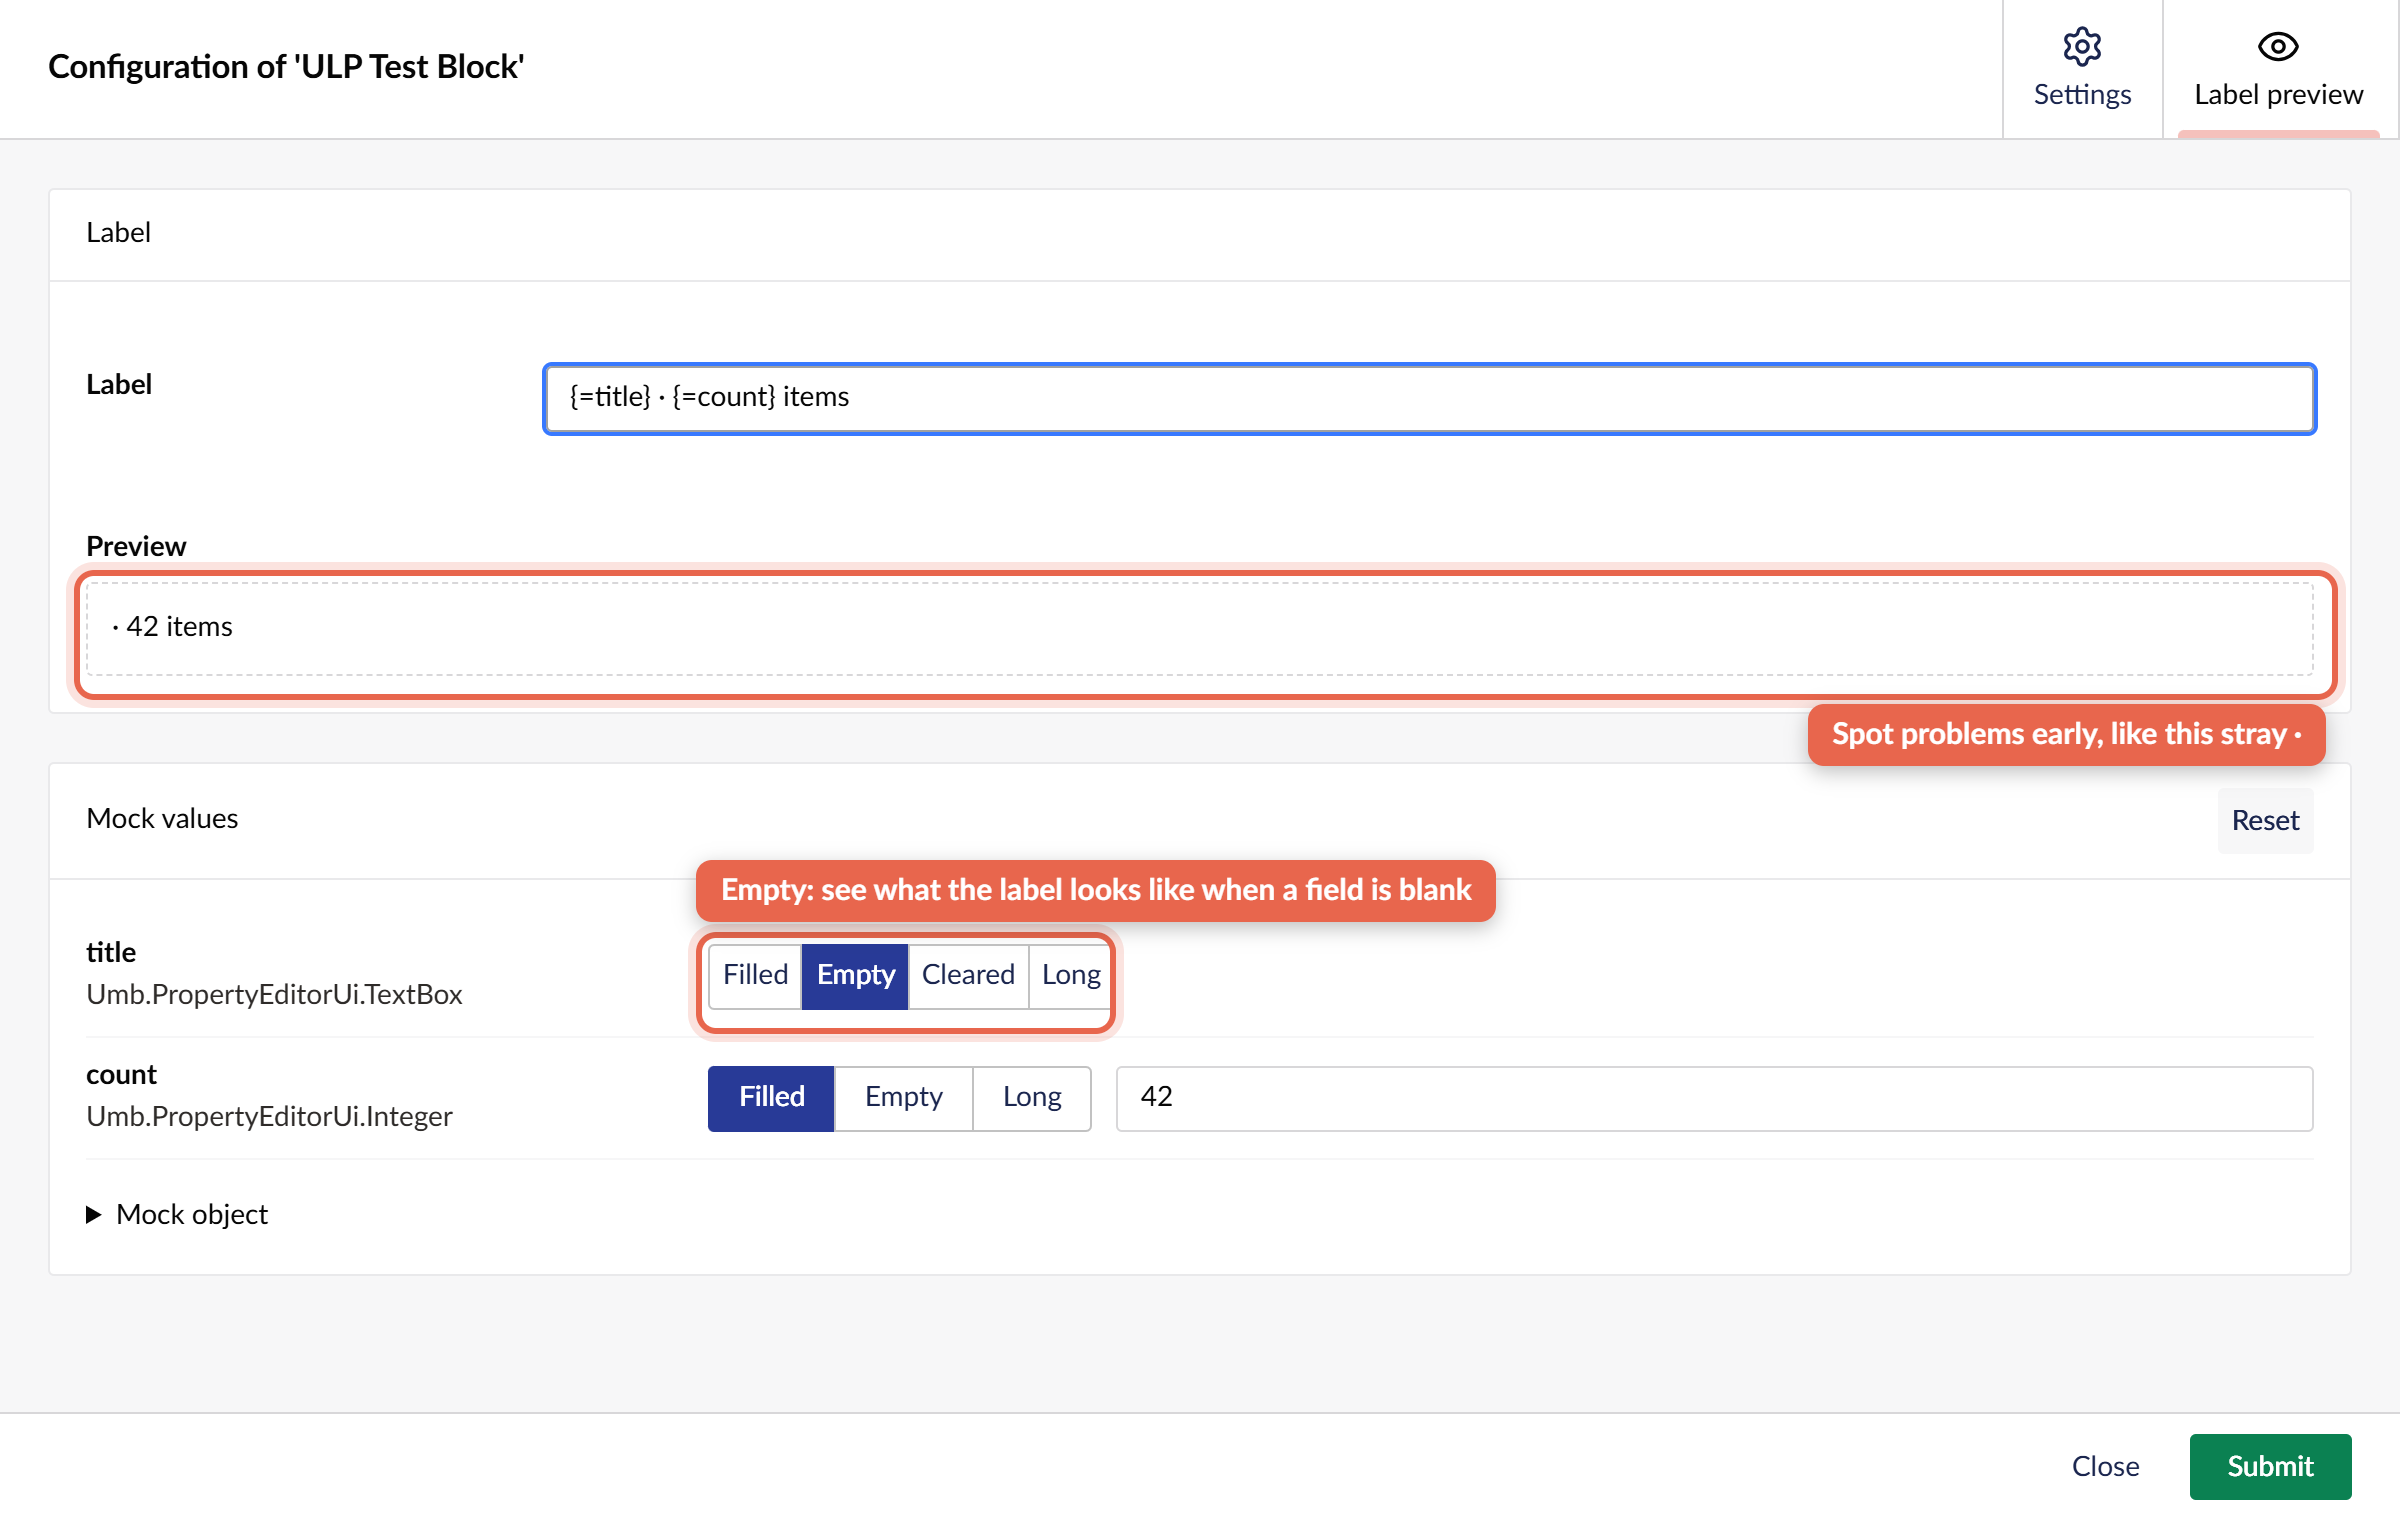 Configuration of 'ULP Test Block'
Settings
Label preview
Label
Label
{=title} · {=count} items
Preview
· 42 items
Spot problems early, like this stray ·
Mock values
Reset
Empty: see what the label looks like when a field is blank
title
Umb.PropertyEditorUi.TextBox
Filled Empty Cleared Long
count
Umb.PropertyEditorUi.Integer
Filled Empty Long
42
Mock object
Close
Submit